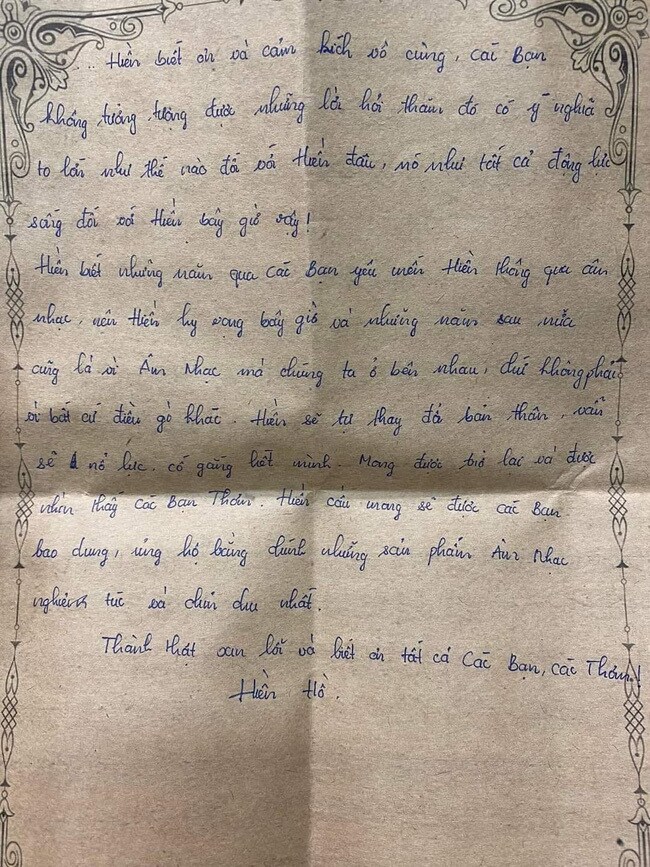 ... Hiền biết ơn và cảm kích vô cùng, các Bạn
không tưởng tượng được những lời hỏi thăm đó có ý nghĩa
to lớn như thế nào đối với Hiền đâu, nó như tất cả động lực
sống đối với Hiền bây giờ vậy!
Hiền biết những năm qua các Bạn yêu mến Hiền thông qua âm
nhạc, nên Hiền hy vọng bây giờ và những năm sau nữa
cũng là vì Âm Nhạc mà chúng ta ở bên nhau, chứ không phải
vì bất cứ điều gì khác. Hiền sẽ tự thay đổi bản thân, vẫn
sẽ nổ lực, cố gắng hết mình. Mong được trở lại và được
nhìn thấy các Bạn Thơm. Hiền cầu mong sẽ được các Bạn
bao dung, ủng hộ bằng chính những sản phẩm Âm Nhạc
nghiêm túc và chỉn chu nhất.
Thành thật xin lỗi và biết ơn tất cả Các Bạn, các Thơm!
Hiền Hồ.